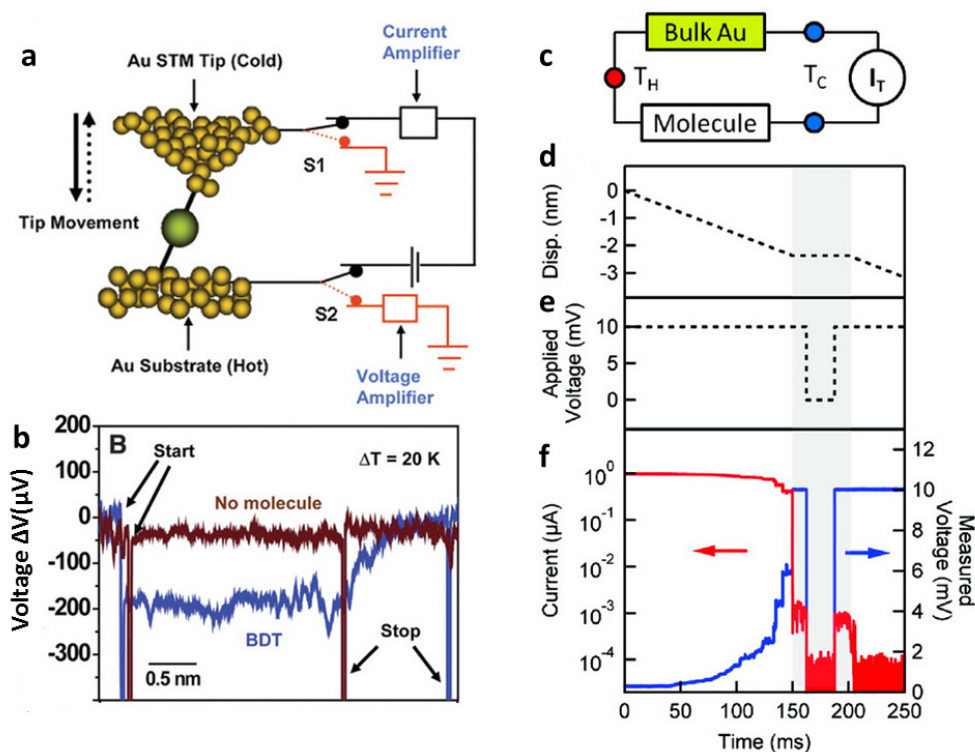 a
Au STM Tip (Cold)
Current
Amplifier
S1
Tip Movement
S2
Au Substrate (Hot)
Voltage
Amplifier
b
B
Voltage ΔV(μV)
200
100
0
-100
-200
-300
Start
ΔT = 20 K
No molecule
BDT
Stop
0.5 nm
c
Bulk Au
T_H
T_C
I_T
Molecule
d
Disp. (nm)
0
-1
-2
-3
e
Applied
Voltage (mV)
10
5
0
f
Current (μA)
10^0
10^-1
10^-2
10^-3
10^-4
12
10
8
6
4
2
0
Measured
Voltage (mV)
0 50 100 150 200 250
Time (ms)